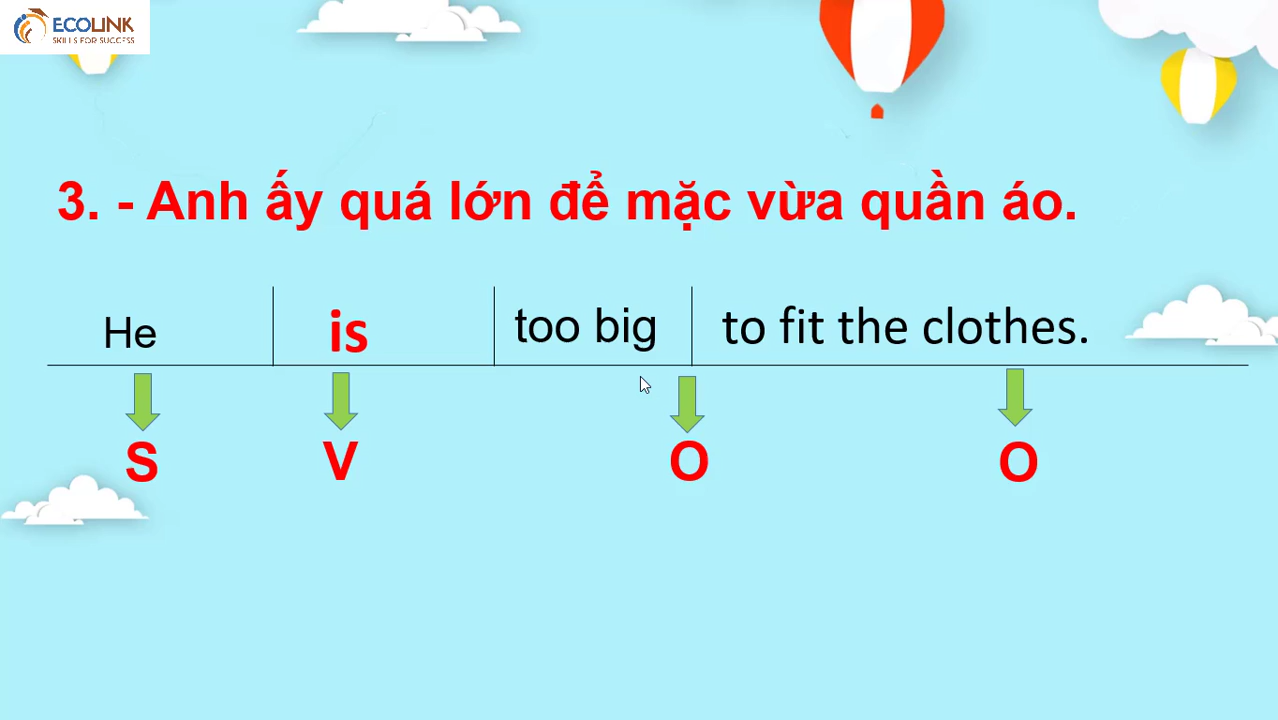 ECOLINK
SKILLS FOR SUCCESS
3. - Anh ấy quá lớn để mặc vừa quần áo.
He is too big to fit the clothes.
S V O O